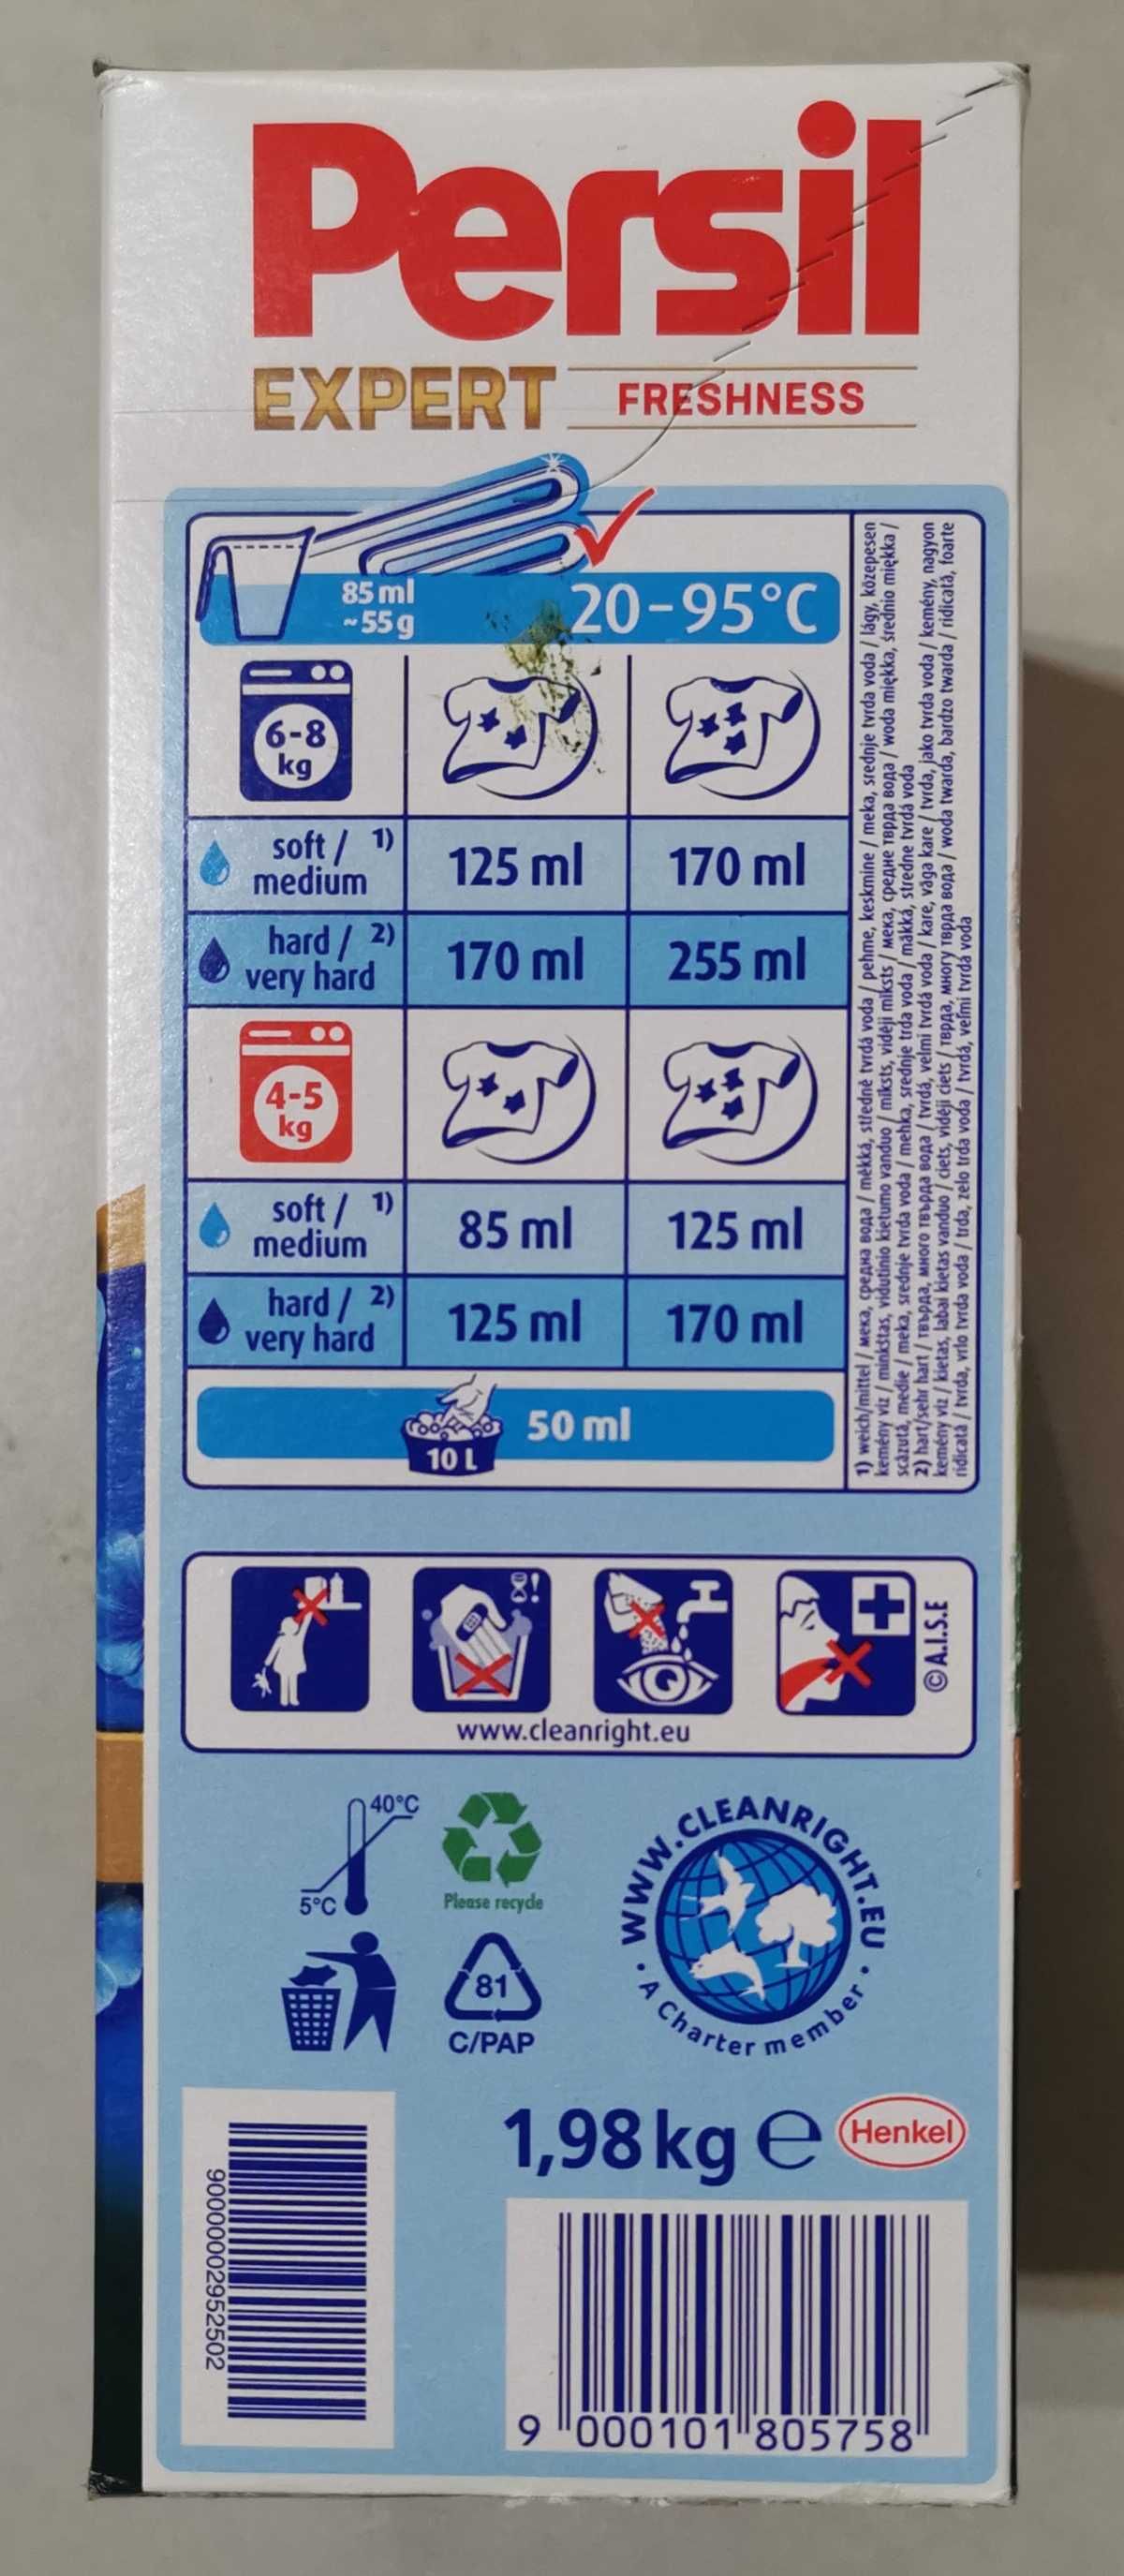 Persil
EXPERT FRESHNESS
85 ml
~55 g
20-95°C
6-8
kg
soft / 1)
medium
125 ml
170 ml
hard / 2)
very hard
170 ml
255 ml
4-5
kg
soft / 1)
medium
85 ml
125 ml
hard / 2)
very hard
125 ml
170 ml
10 L
50 ml
1) weich/mittel / мека, средна вода / měkká, středně tvrdá voda / pehme, keskmine / meka, srednje tvrda voda / lágy, közepesen
kemény víz / minkštas, vidutinio kietumo vanduo / mīksts, vidēji mīksts / мека, средне тврда вода / woda miękka, średnio miękka /
scăzută, medie / meka, srednje tvrda voda / mehka, srednje trda voda / mäkká, stredne tvrdá voda
2) hart/sehr hart / твърда, много твърда вода / tvrdá, velmi tvrdá voda / kare, väga kare / tvrda, jako tvrda voda / kemény, nagyon
kemény víz / kietas, labai kietas vanduo / ciets, vidēji ciets / тврда, многу тврда вода / woda twarda, bardzo twarda / ridicată, foarte
ridicată / tvrda, vrlo tvrda voda / trda, zelo trda voda / tvrdá, veľmi tvrdá voda
© A.I.S.E
www.cleanright.eu
40°C
5°C
Please recycle
81
C/PAP
WWW.CLEANRIGHT.EU
• A Charter member •
1,98 kg e Henkel
9000002952502
9 000101 805758